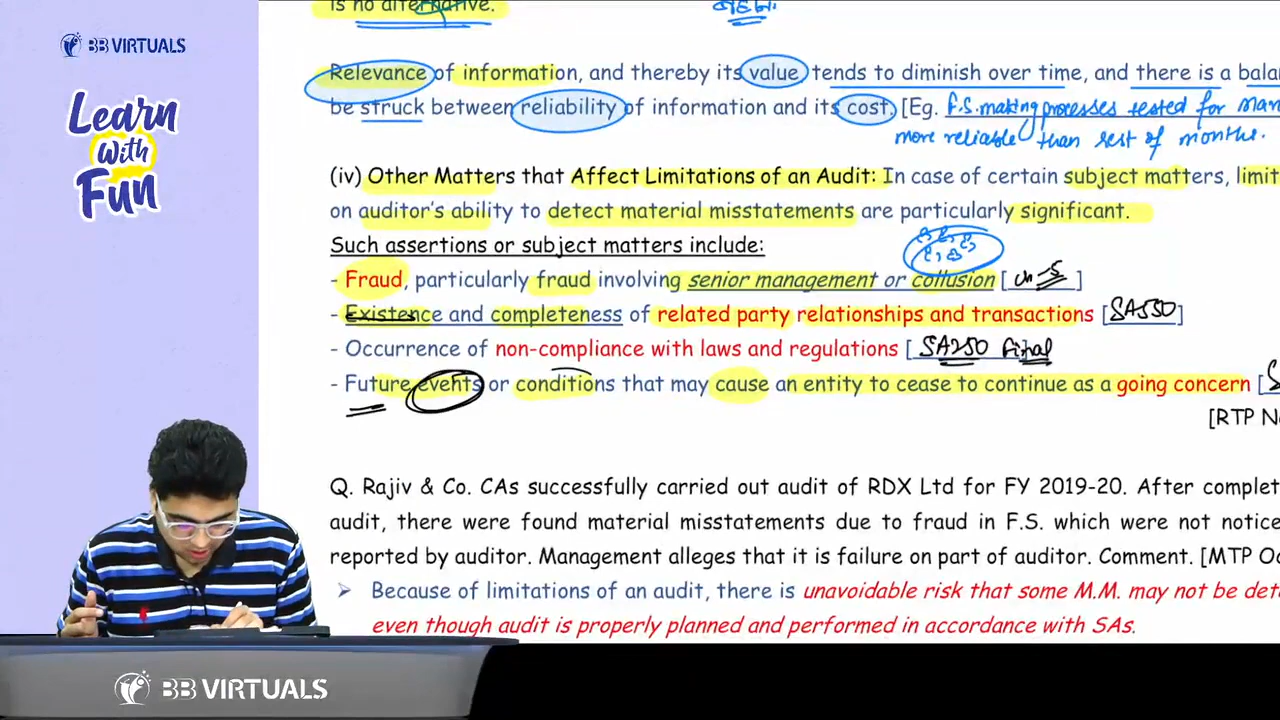 is no alternative.
BB VIRTUALS
Learn
With
Fun
Relevance of information, and thereby its value tends to diminish over time, and there is a bala
be struck between reliability of information and its cost. [Eg. F.S. making processes tested for Mar
more reliable than rest of months.
(iv) Other Matters that Affect Limitations of an Audit: In case of certain subject matters, limit
on auditor's ability to detect material misstatements are particularly significant.
Such assertions or subject matters include:
- Fraud, particularly fraud involving senior management or collusion [ Ch-5 ]
- Existence and completeness of related party relationships and transactions [ SA550 ]
- Occurrence of non-compliance with laws and regulations [ SA250 Final ]
- Future events or conditions that may cause an entity to cease to continue as a going concern [
[RTP No
Q. Rajiv & Co. CAs successfully carried out audit of RDX Ltd for FY 2019-20. After complet
audit, there were found material misstatements due to fraud in F.S. which were not notice
reported by auditor. Management alleges that it is failure on part of auditor. Comment. [MTP Oc
➤ Because of limitations of an audit, there is unavoidable risk that some M.M. may not be dete
even though audit is properly planned and performed in accordance with SAs.
BB VIRTUALS